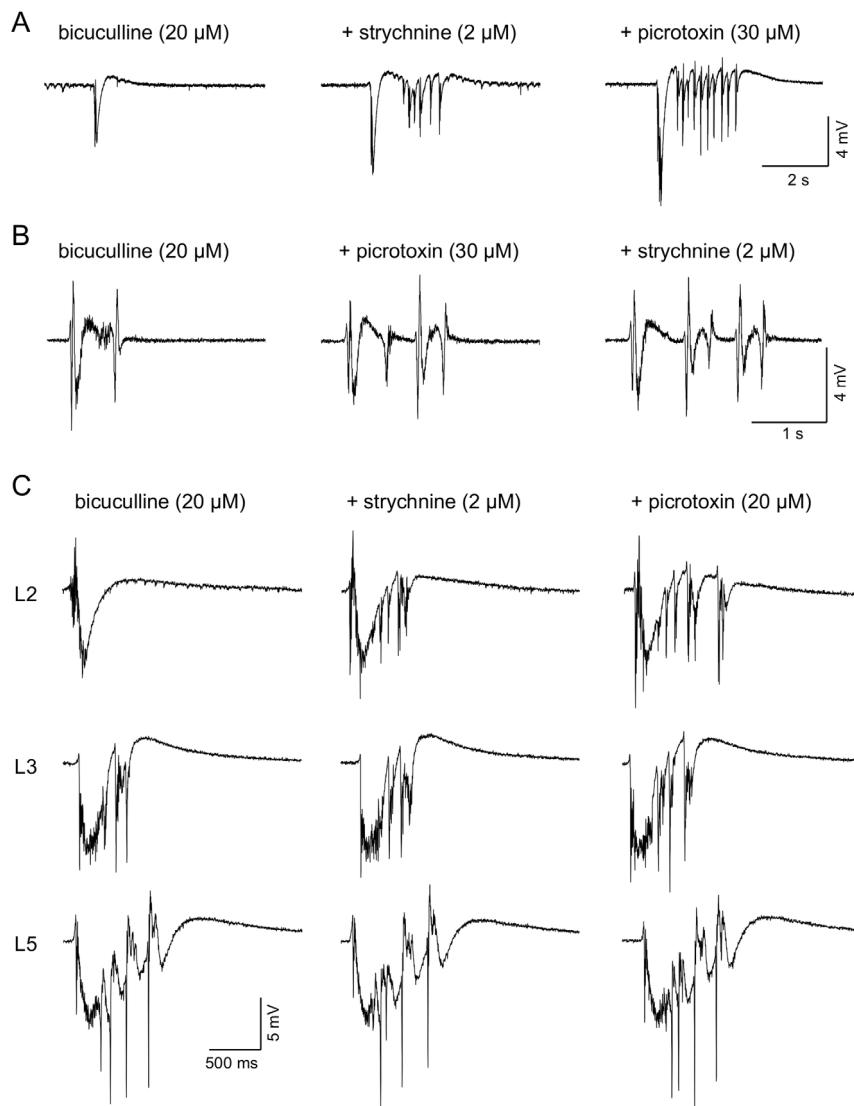 A
bicuculline (20 µM) + strychnine (2 µM) + picrotoxin (30 µM)
4 mV
2 s
B
bicuculline (20 µM) + picrotoxin (30 µM) + strychnine (2 µM)
4 mV
1 s
C
bicuculline (20 µM) + strychnine (2 µM) + picrotoxin (20 µM)
L2
L3
L5
5 mV
500 ms